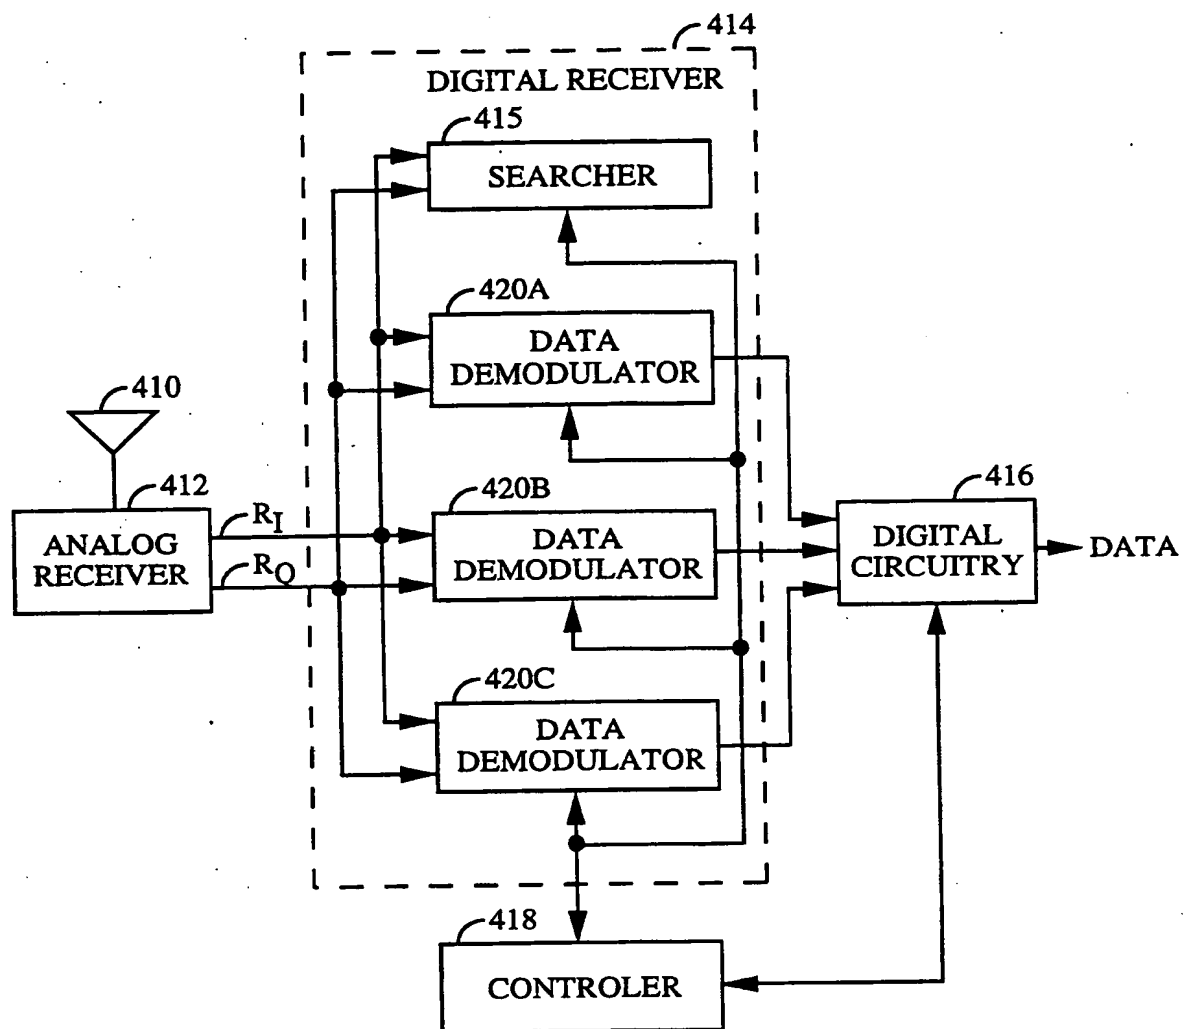 414
DIGITAL RECEIVER
415
SEARCHER
420A
DATA
DEMODULATOR
410
412
ANALOG
RECEIVER
R_I
R_Q
420B
DATA
DEMODULATOR
416
DIGITAL
CIRCUITRY
DATA
420C
DATA
DEMODULATOR
418
CONTROLER